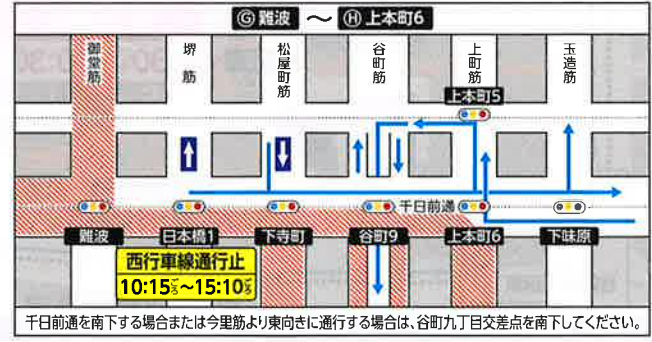 Ⓖ 難波 ～ Ⓗ 上本町6
御堂筋
堺筋
松屋町筋
谷町筋
上町筋
玉造筋
上本町5
千日前通
難波
日本橋1
下寺町
谷町9
上本町6
下味原
西行車線通行止
10:15ごろ～15:10ごろ
千日前通を南下する場合または今里筋より東向きに通行する場合は、谷町九丁目交差点を南下してください。